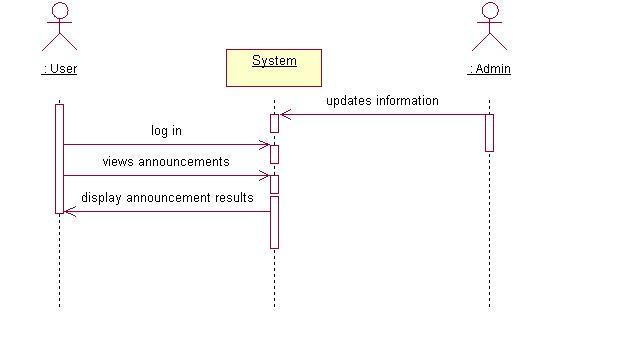 System
: User
: Admin
updates information
log in
views announcements
display announcement results